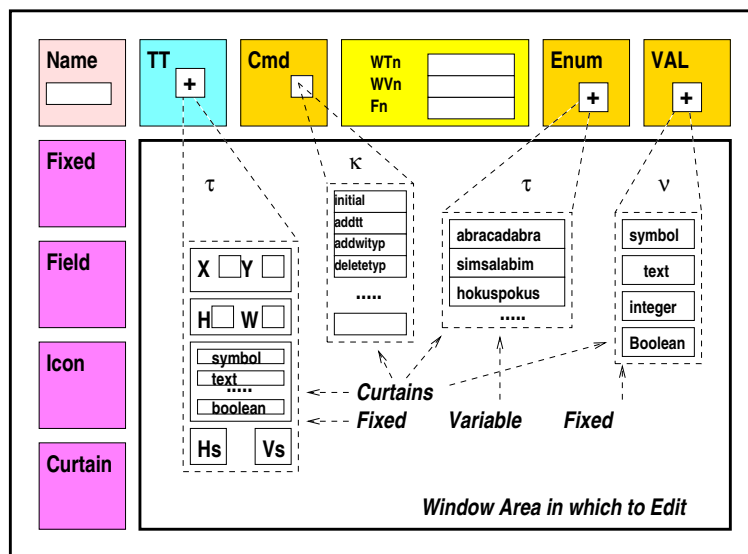 Name
TT
+
Cmd
WTn
WVn
Fn
Enum
+
VAL
+
Fixed
Field
Icon
Curtain
τ
κ
τ
ν
X Y
H W
symbol
text
.....
boolean
Hs Vs
initial
addtt
addwityp
deletetyp
.....
abracadabra
simsalabim
hokuspokus
.....
symbol
text
integer
Boolean
Curtains
Fixed Variable Fixed
Window Area in which to Edit